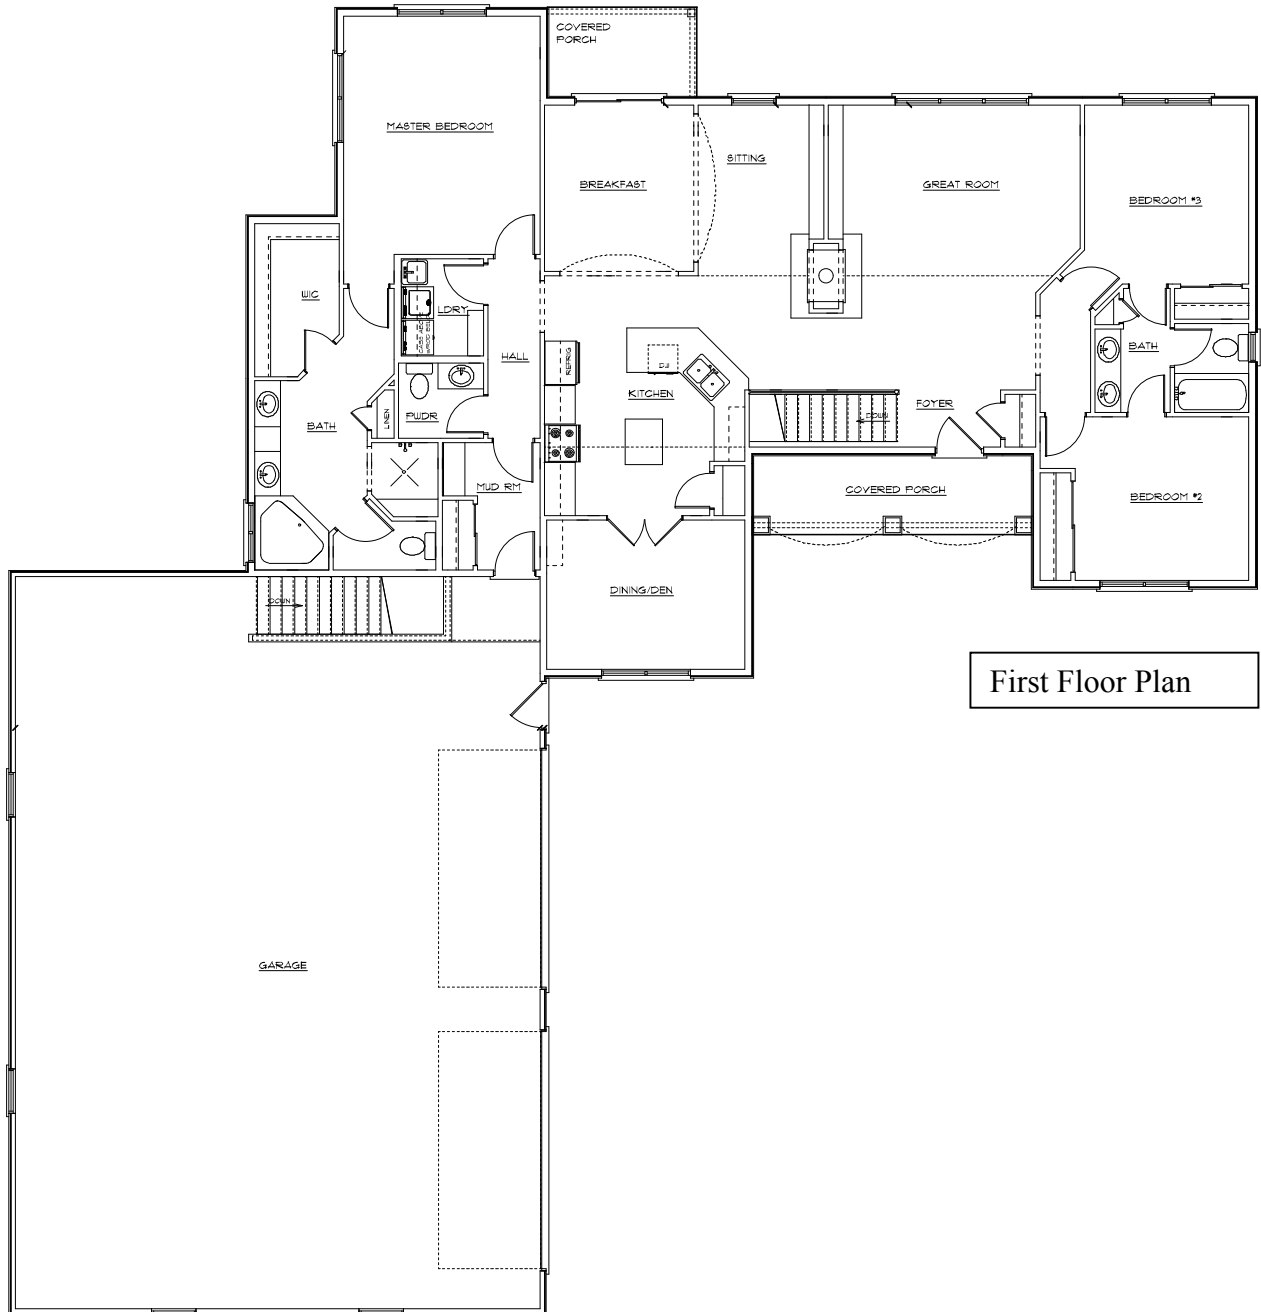 COVERED
PORCH
MASTER BEDROOM
BREAKFAST
SITTING
GREAT ROOM
BEDROOM #3
WIC
LDRY
HALL
REFRIG
KITCHEN
BATH
LINEN
PWDR
BATH
FOYER
DOWN
MUD RM
COVERED PORCH
BEDROOM #2
DINING/DEN
DOWN
First Floor Plan
GARAGE